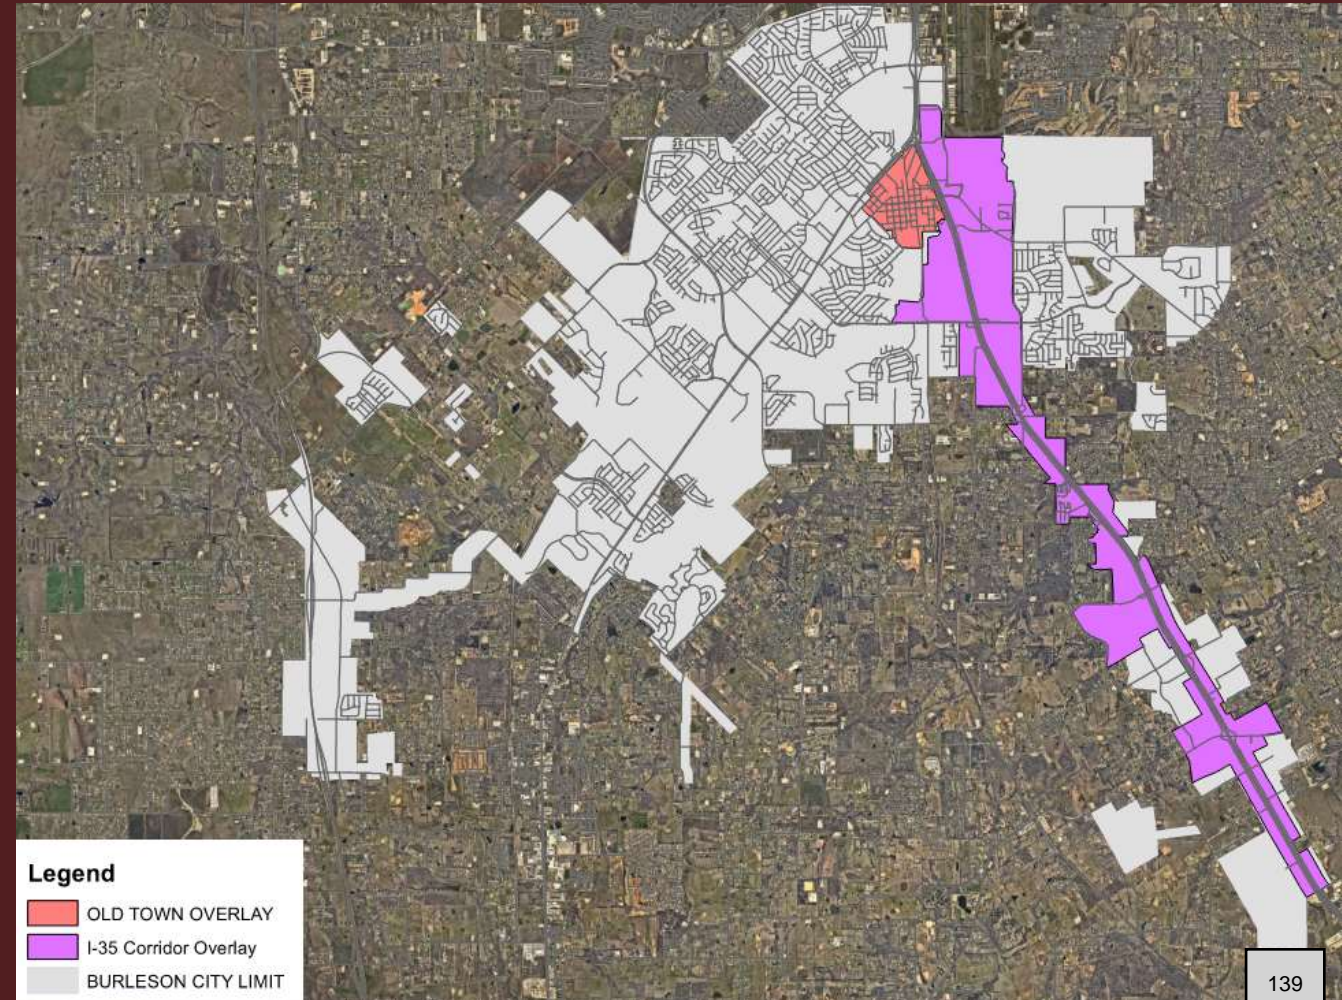 Legend
OLD TOWN OVERLAY
I-35 Corridor Overlay
BURLESON CITY LIMIT
139